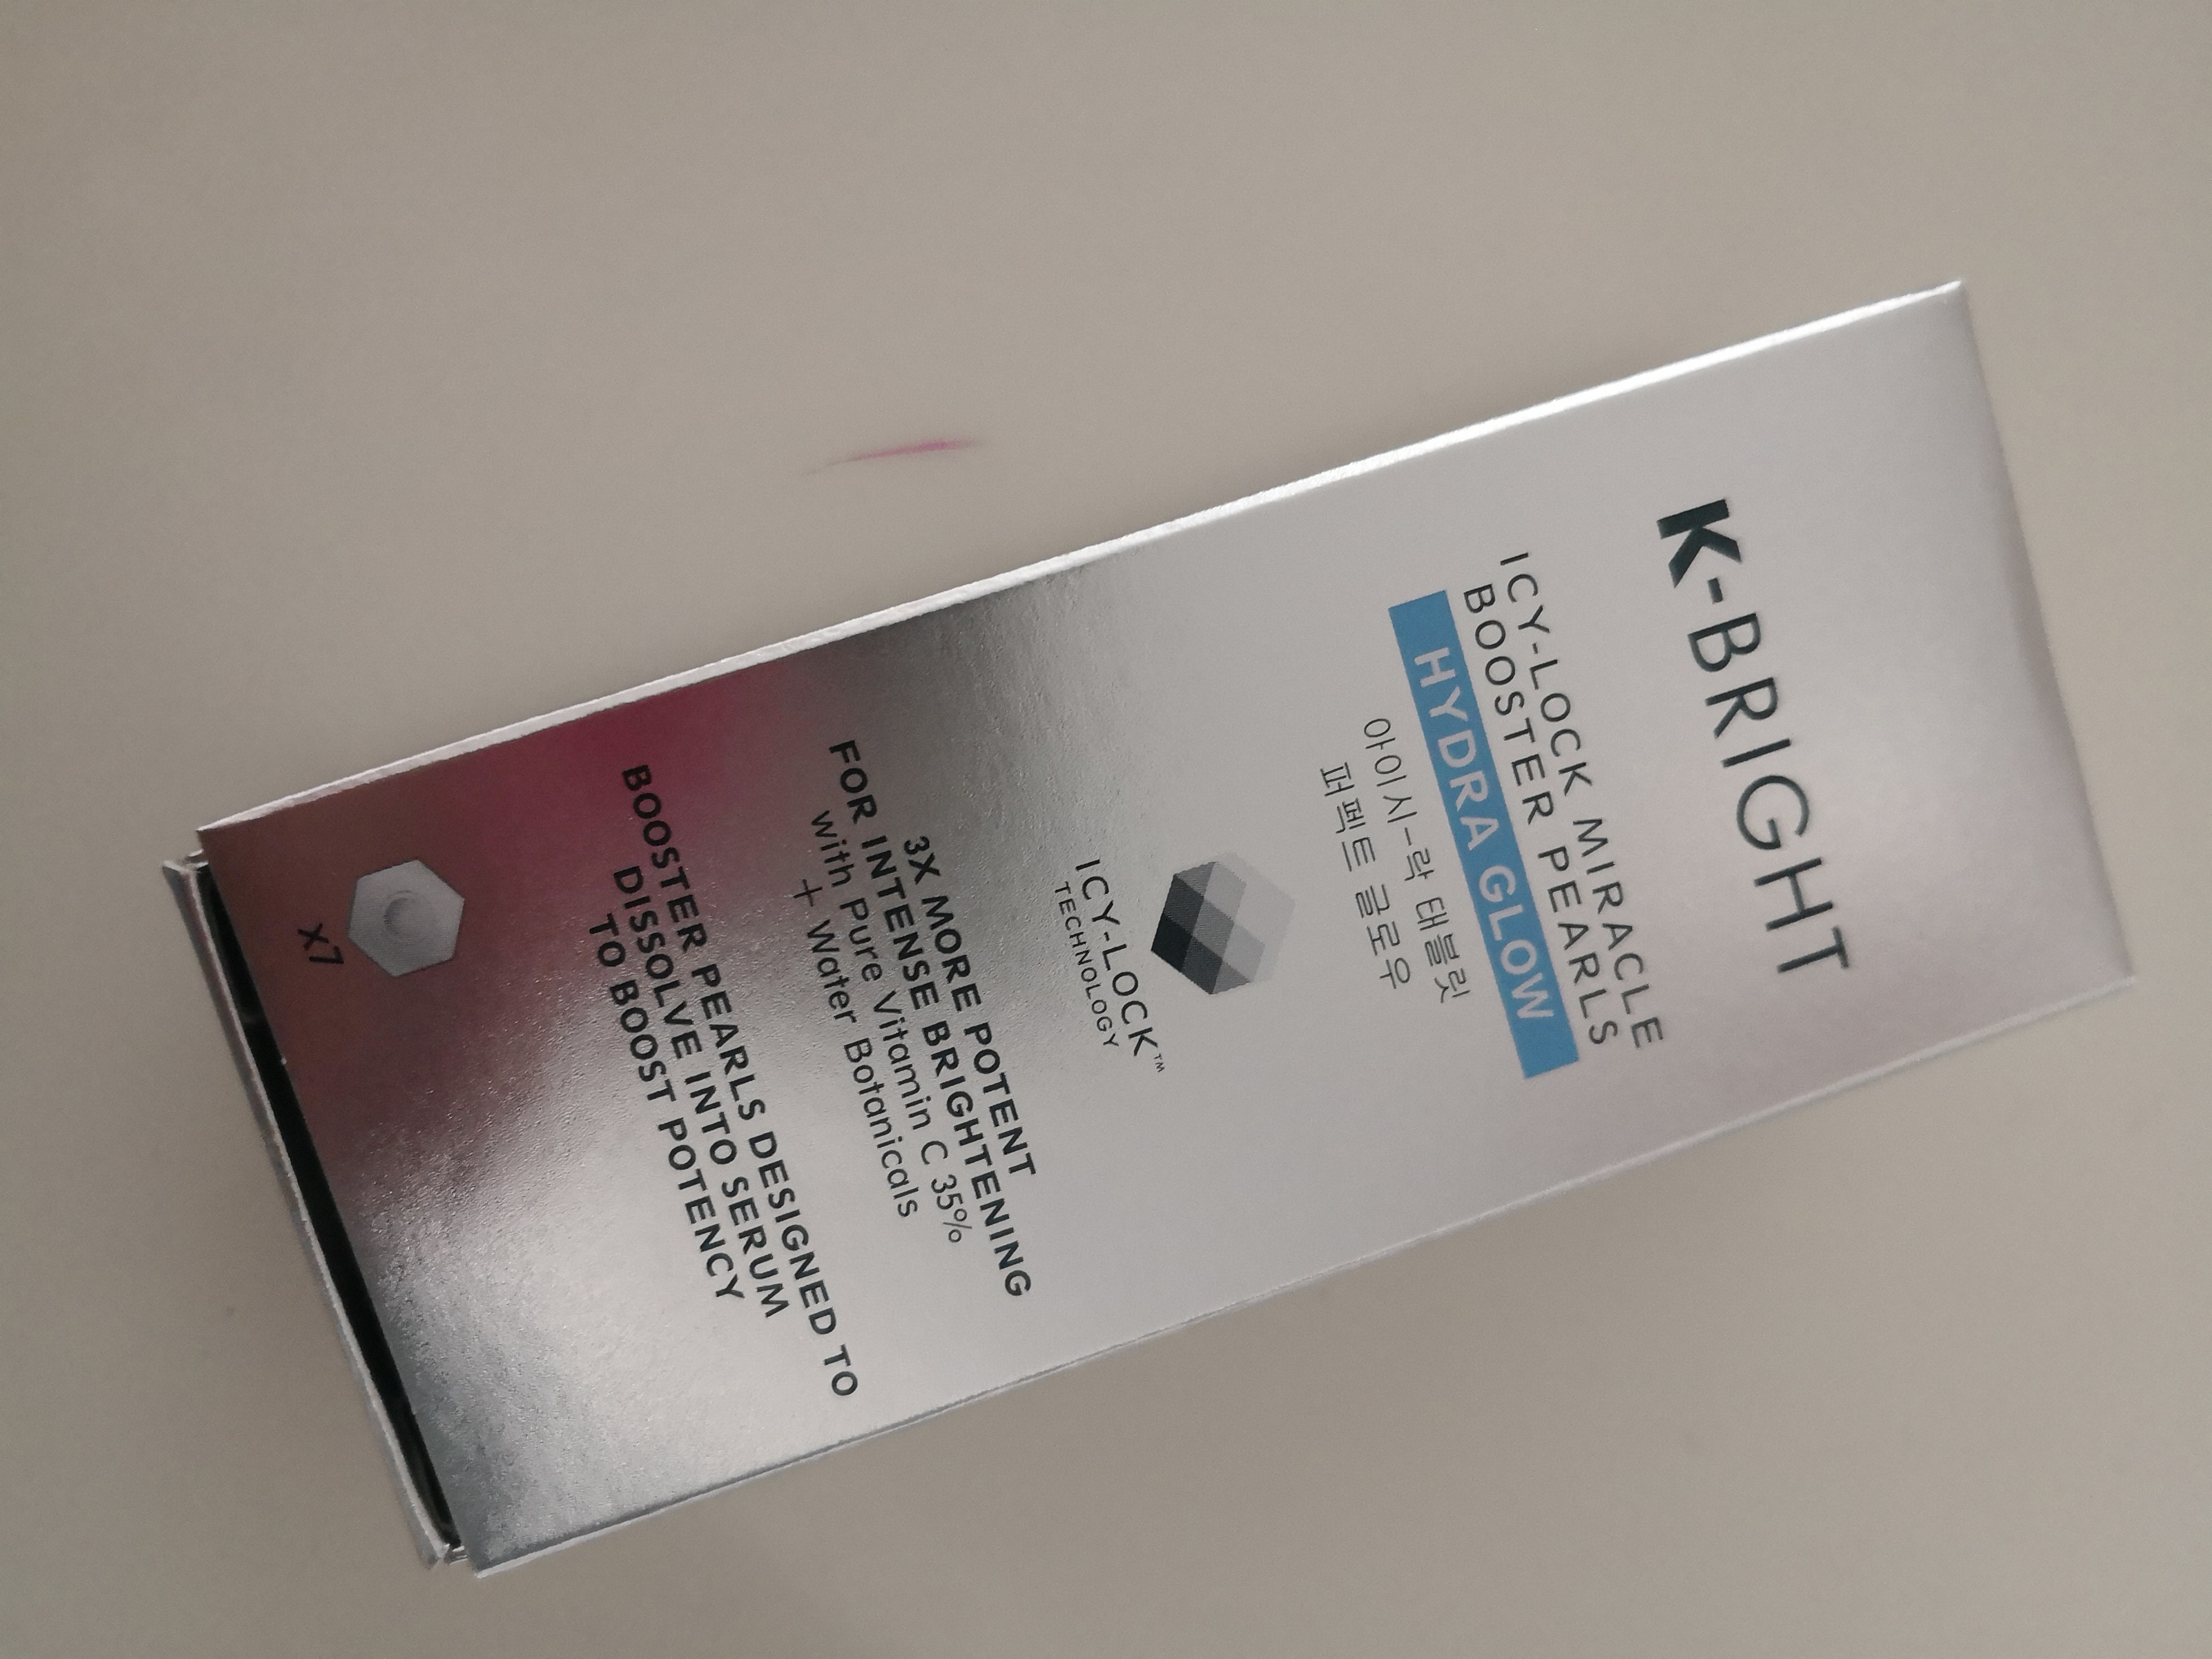 K-BRIGHT
ICY-LOCK MIRACLE
BOOSTER PEARLS
HYDRA GLOW
아이시-락 태블릿
퍼펙트 글로우
ICY-LOCK™
TECHNOLOGY
3X MORE POTENT
FOR INTENSE BRIGHTENING
with Pure Vitamin C 35%
+ Water Botanicals
BOOSTER PEARLS DESIGNED TO
DISSOLVE INTO SERUM
TO BOOST POTENCY
x7